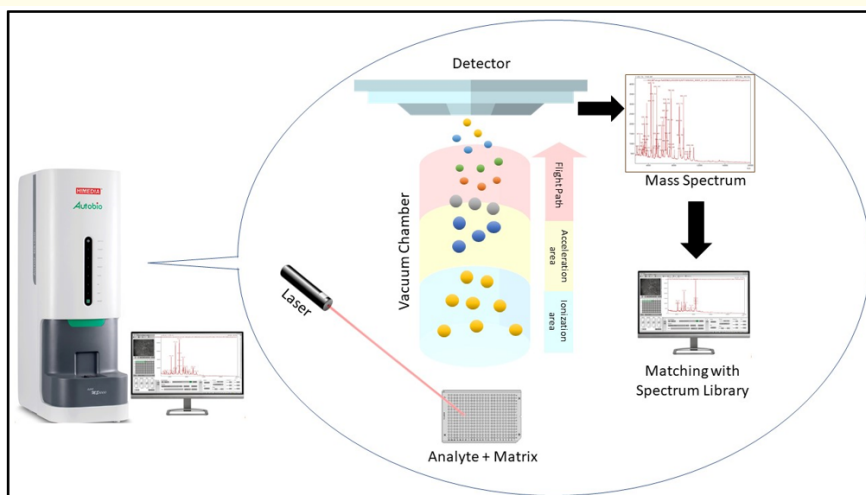 Detector
HIMEDIA
Autobio
Laser
Vacuum Chamber
Flight Path
Acceleration area
Ionization area
Mass Spectrum
Matching with
Spectrum Library
Analyte + Matrix